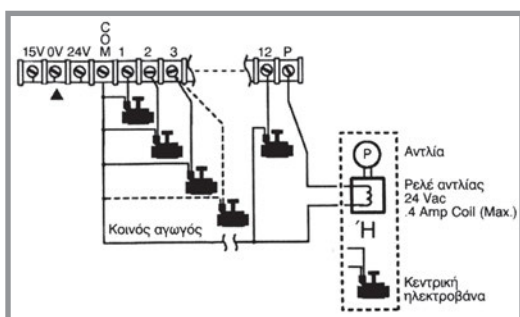 COM
15V 0V 24V 1 2 3 12 P
P
Αντλία
Ρελέ αντλίας
24 Vac
.4 Amp Coil (Max.)
Ή
Κοινός αγωγός
Κεντρική
ηλεκτροβάνα